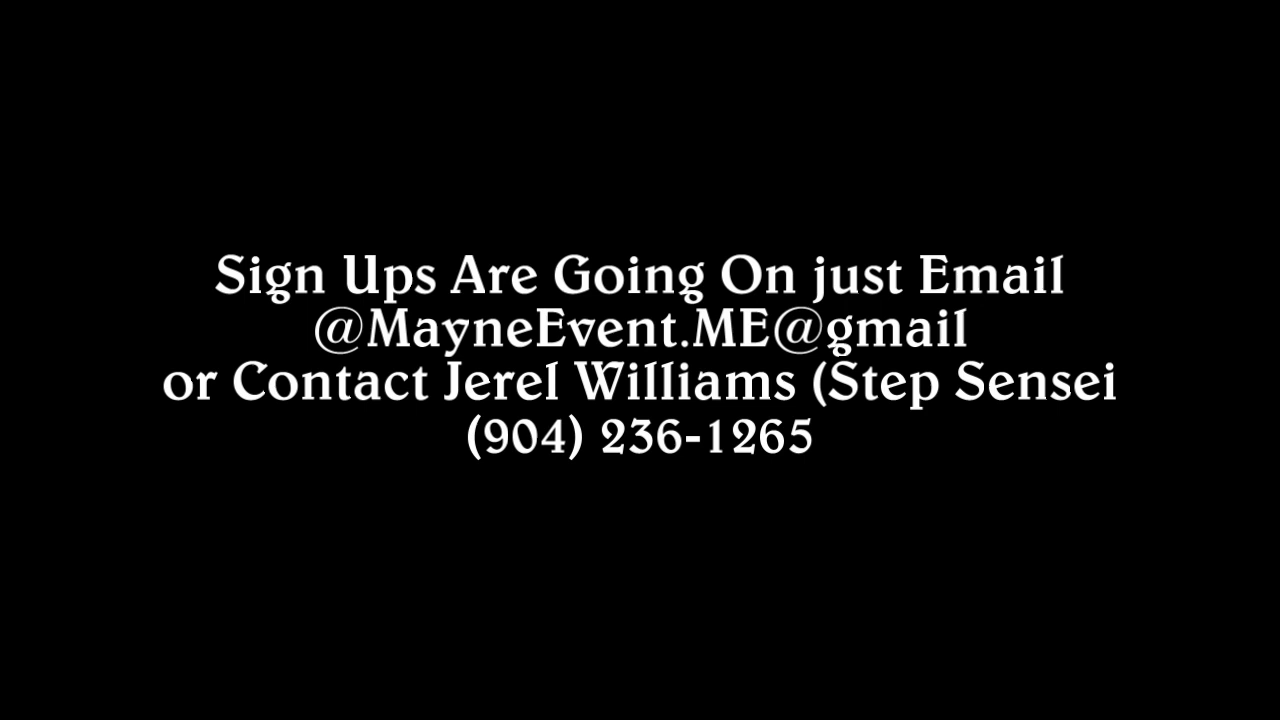 Sign Ups Are Going On just Email
@MayneEvent.ME@gmail
or Contact Jerel Williams (Step Sensei
(904) 236-1265